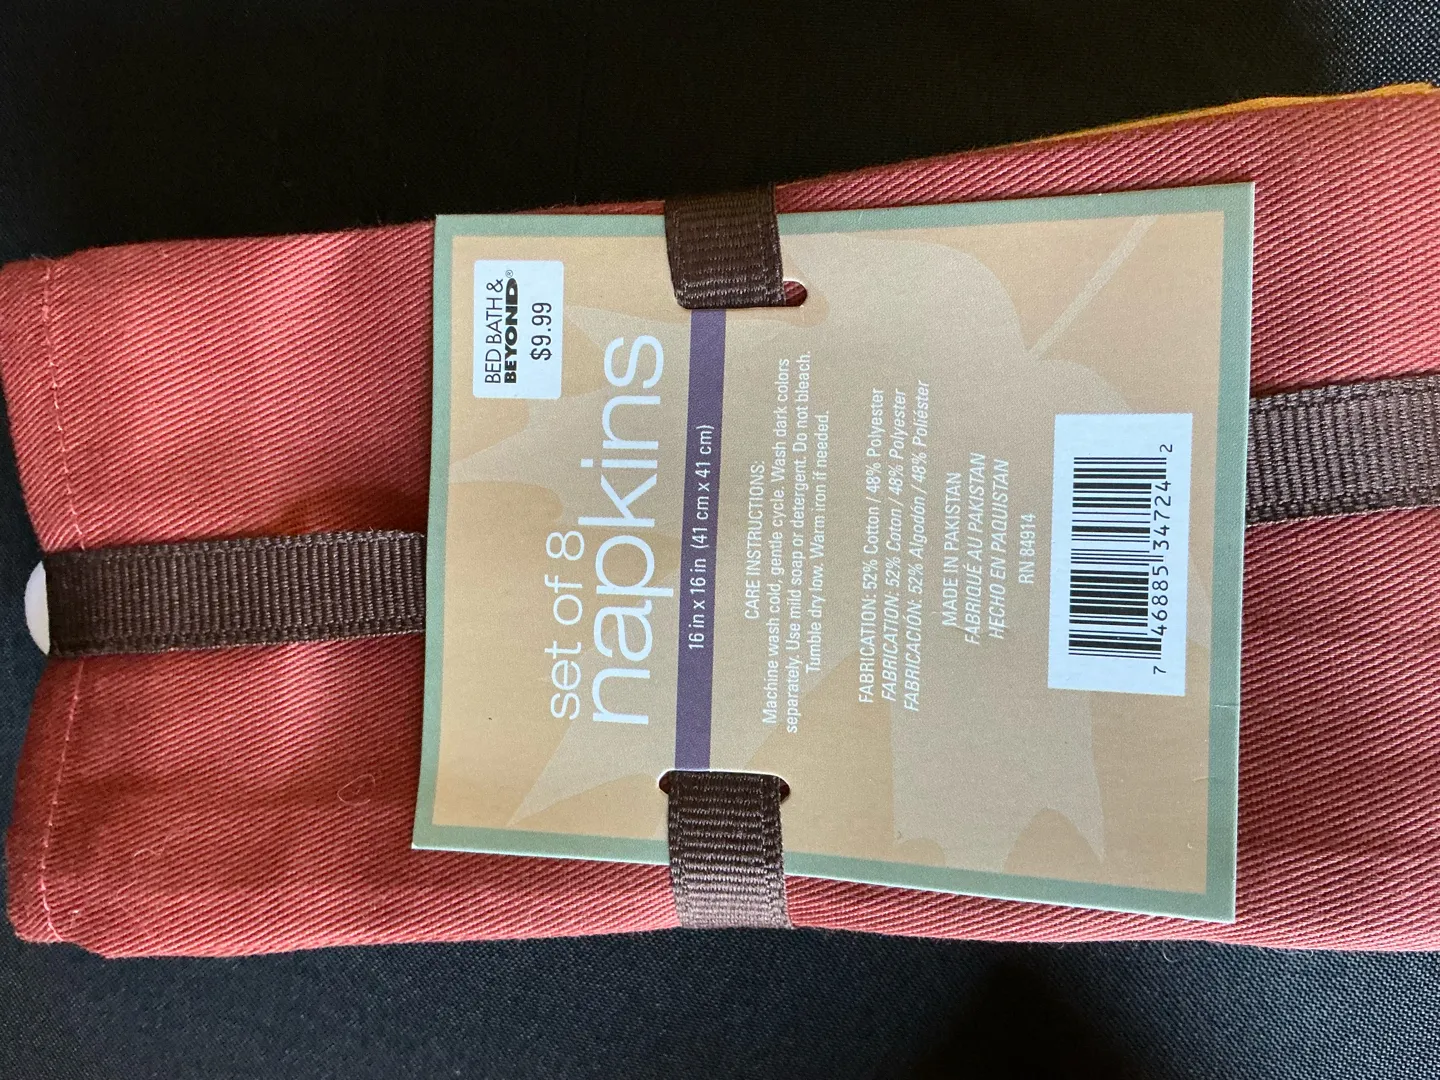 BED BATH &
BEYOND®
$9.99
set of 8
napkins
16 in x 16 in (41 cm x 41 cm)
CARE INSTRUCTIONS:
Machine wash cold, gentle cycle. Wash dark colors
separately. Use mild soap or detergent. Do not bleach.
Tumble dry low. Warm iron if needed.
FABRICATION: 52% Cotton / 48% Polyester
FABRICATION: 52% Coton / 48% Polyester
FABRICACIÓN: 52% Algodón / 48% Poliéster
MADE IN PAKISTAN
FABRIQUÉ AU PAKISTAN
HECHO EN PAQUISTAN
RN 84914
7 46885 34724 2